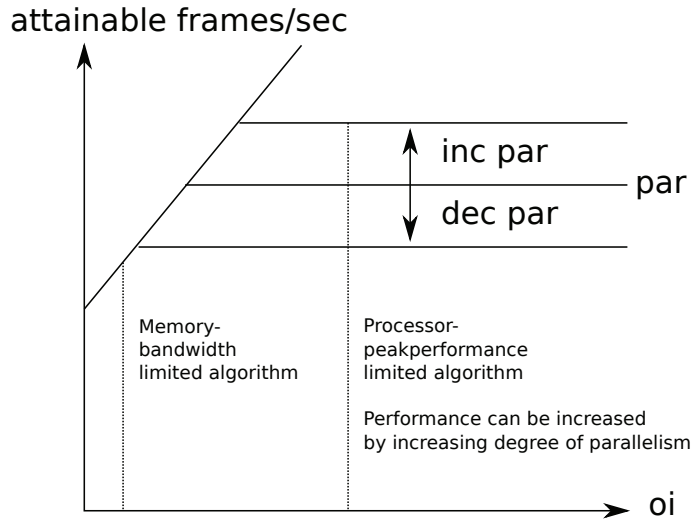 attainable frames/sec
inc par
par
dec par
Memory-
bandwidth
limited algorithm
Processor-
peakperformance
limited algorithm
Performance can be increased
by increasing degree of parallelism
oi